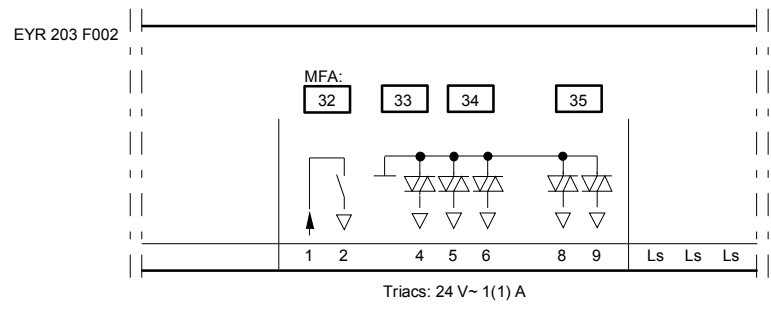 EYR 203 F002
MFA:
32 33 34 35
1 2 4 5 6 8 9 Ls Ls Ls
Triacs: 24 V~ 1(1) A